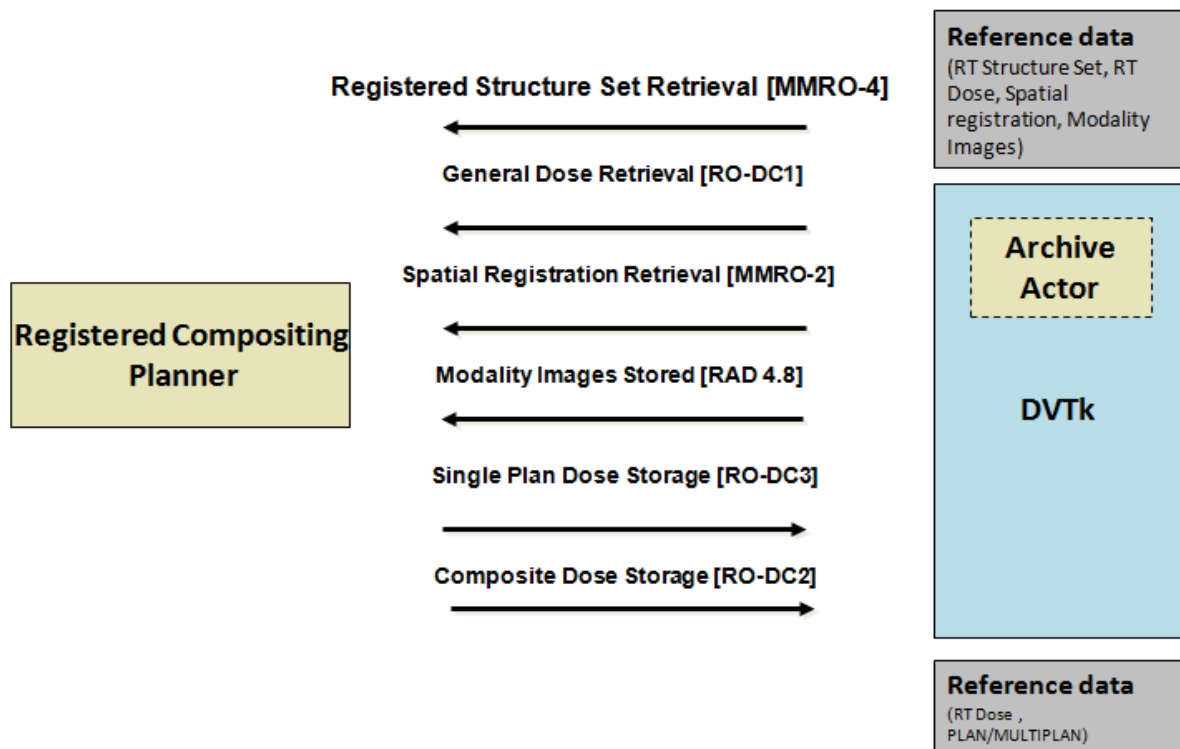 Reference data
(RT Structure Set, RT
Dose, Spatial
registration, Modality
Images)
Registered Structure Set Retrieval [MMRO-4]
General Dose Retrieval [RO-DC1]
Archive
Actor
Spatial Registration Retrieval [MMRO-2]
Registered Compositing
Planner
Modality Images Stored [RAD 4.8]
DVTk
Single Plan Dose Storage [RO-DC3]
Composite Dose Storage [RO-DC2]
Reference data
(RT Dose ,
PLAN/MULTIPLAN)